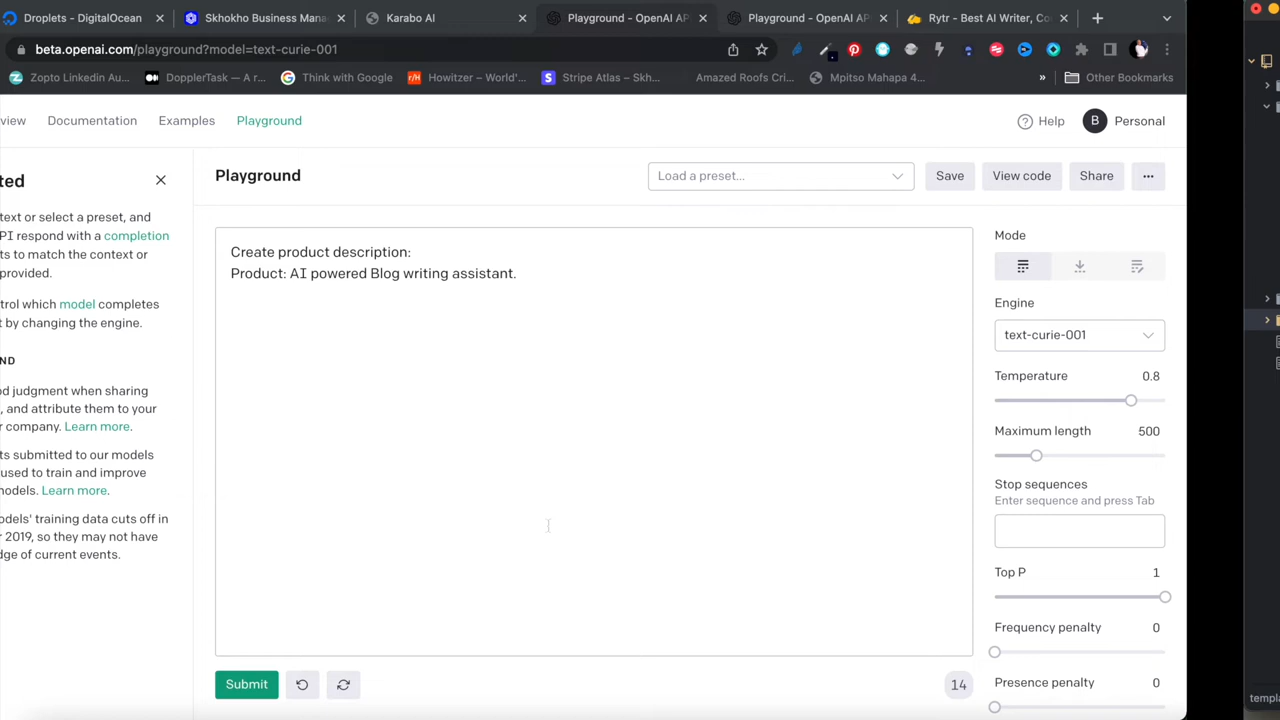 Droplets - DigitalOcean
Skhokho Business Mana
Karabo AI
Playground - OpenAI AP
Playground - OpenAI AP
Rytr - Best AI Writer, Co
beta.openai.com/playground?model=text-curie-001
Zopto Linkedin Au...
DopplerTask — A r...
Think with Google
Howitzer – World'...
Stripe Atlas – Skh...
Amazed Roofs Cri...
Mpitso Mahapa 4...
»
Other Bookmarks
view
Documentation
Examples
Playground
Help
B
Personal
ted
Playground
Load a preset...
Save
View code
Share
...
text or select a preset, and
PI respond with a completion
ts to match the context or
provided.
trol which model completes
t by changing the engine.
ND
od judgment when sharing
, and attribute them to your
r company. Learn more.
ts submitted to our models
used to train and improve
models. Learn more.
odels' training data cuts off in
r 2019, so they may not have
dge of current events.
Create product description:
Product: AI powered Blog writing assistant.
Mode
Engine
text-curie-001
Temperature
0.8
Maximum length
500
Stop sequences
Enter sequence and press Tab
Top P
1
Frequency penalty
0
Presence penalty
0
Submit
14
templa